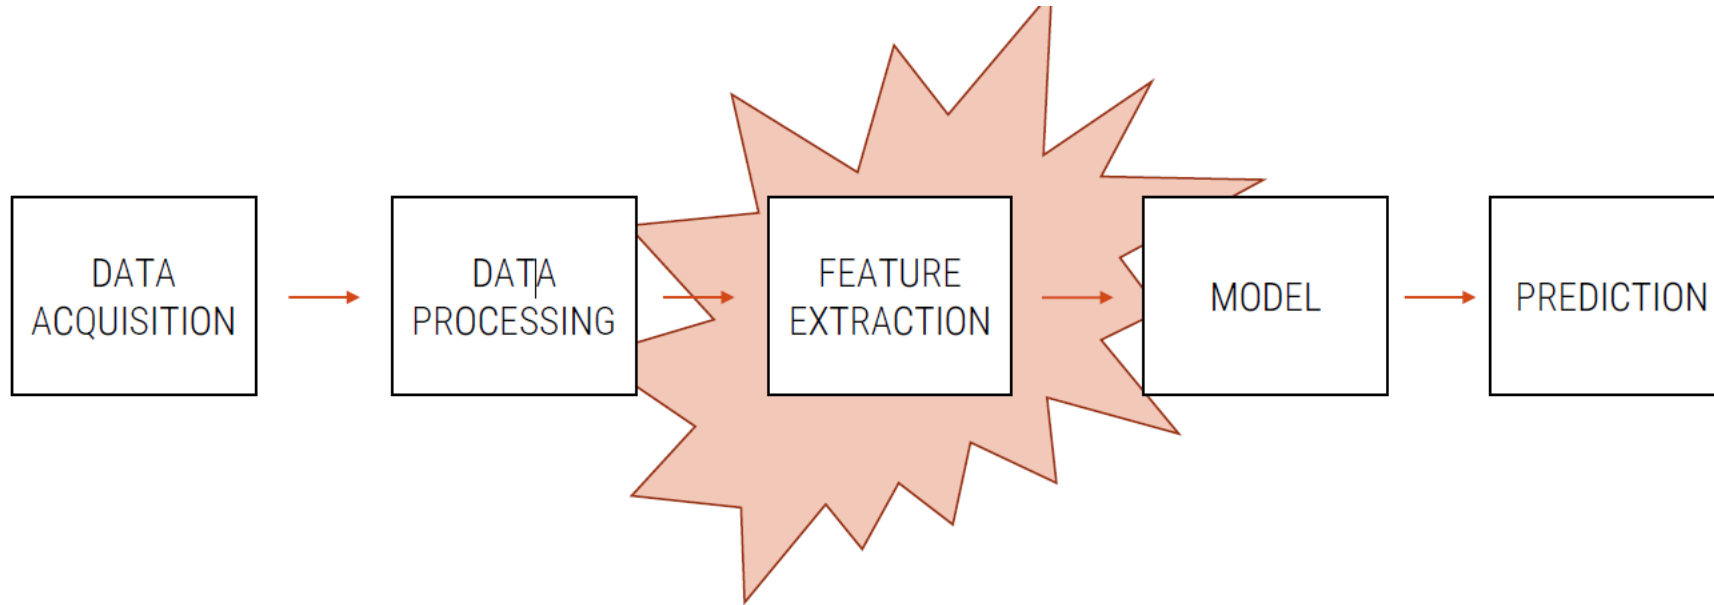 DATA
ACQUISITION
DATA
PROCESSING
FEATURE
EXTRACTION
MODEL
PREDICTION